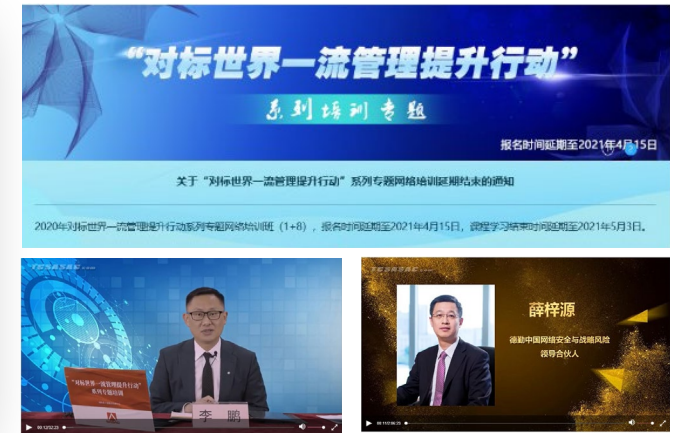 “对标世界一流管理提升行动”
系列培训专题
报名时间延期至2021年4月15日
关于“对标世界一流管理提升行动”系列专题网络培训延期结束的通知
2020年对标世界一流管理提升行动系列专题网络培训班（1+8），报名时间延期至2021年4月15日，课程学习结束时间延期至2021年5月3日。
TCSASAC.com
“对标世界一流管理提升行动”
系列专题培训
李 鹏
TCSASAC.com
薛梓源
德勤中国网络安全与战略风险
领导合伙人